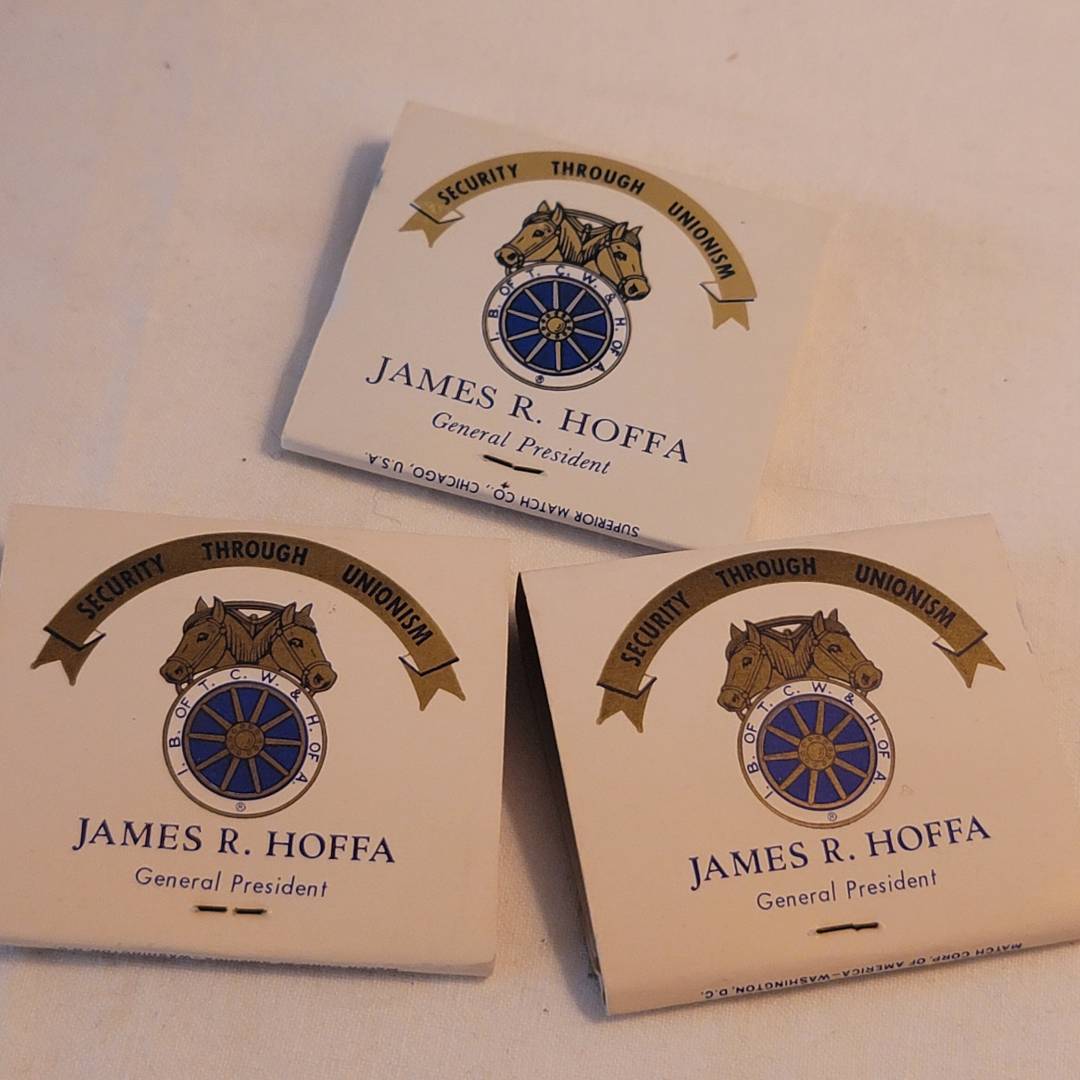 SECURITY THROUGH UNIONISM
I. B. OF T. C. W. & H. OF A.
®
JAMES R. HOFFA
General President
SUPERIOR MATCH CO., CHICAGO, U.S.A.
SECURITY THROUGH UNIONISM
I. B. OF T. C. W. & H. OF A.
®
JAMES R. HOFFA
General President
SECURITY THROUGH UNIONISM
I. B. OF T. C. W. & H. OF A.
®
JAMES R. HOFFA
General President
MATCH CORP. OF AMERICA—WASHINGTON, D.C.